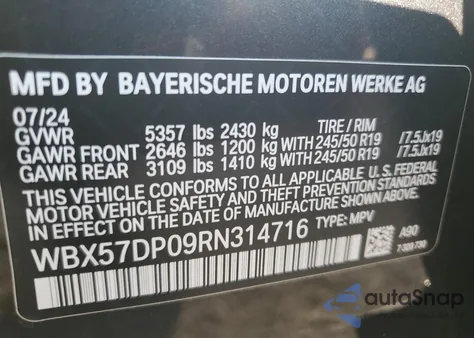 MFD BY BAYERISCHE MOTOREN WERKE AG
07/24
GVWR 5357 lbs 2430 kg TIRE / RIM
GAWR FRONT 2646 lbs 1200 kg WITH 245/50 R19 /7.5Jx19
GAWR REAR 3109 lbs 1410 kg WITH 245/50 R19 /7.5Jx19
THIS VEHICLE CONFORMS TO ALL APPLICABLE U. S. FEDERAL
MOTOR VEHICLE SAFETY, BUMPER, AND THEFT PREVENTION STANDARDS
IN EFFECT ON THE DATE OF MANUFACTURE SHOWN ABOVE.
WBX57DP09RN314716 TYPE: MPV
A90
autoSnap